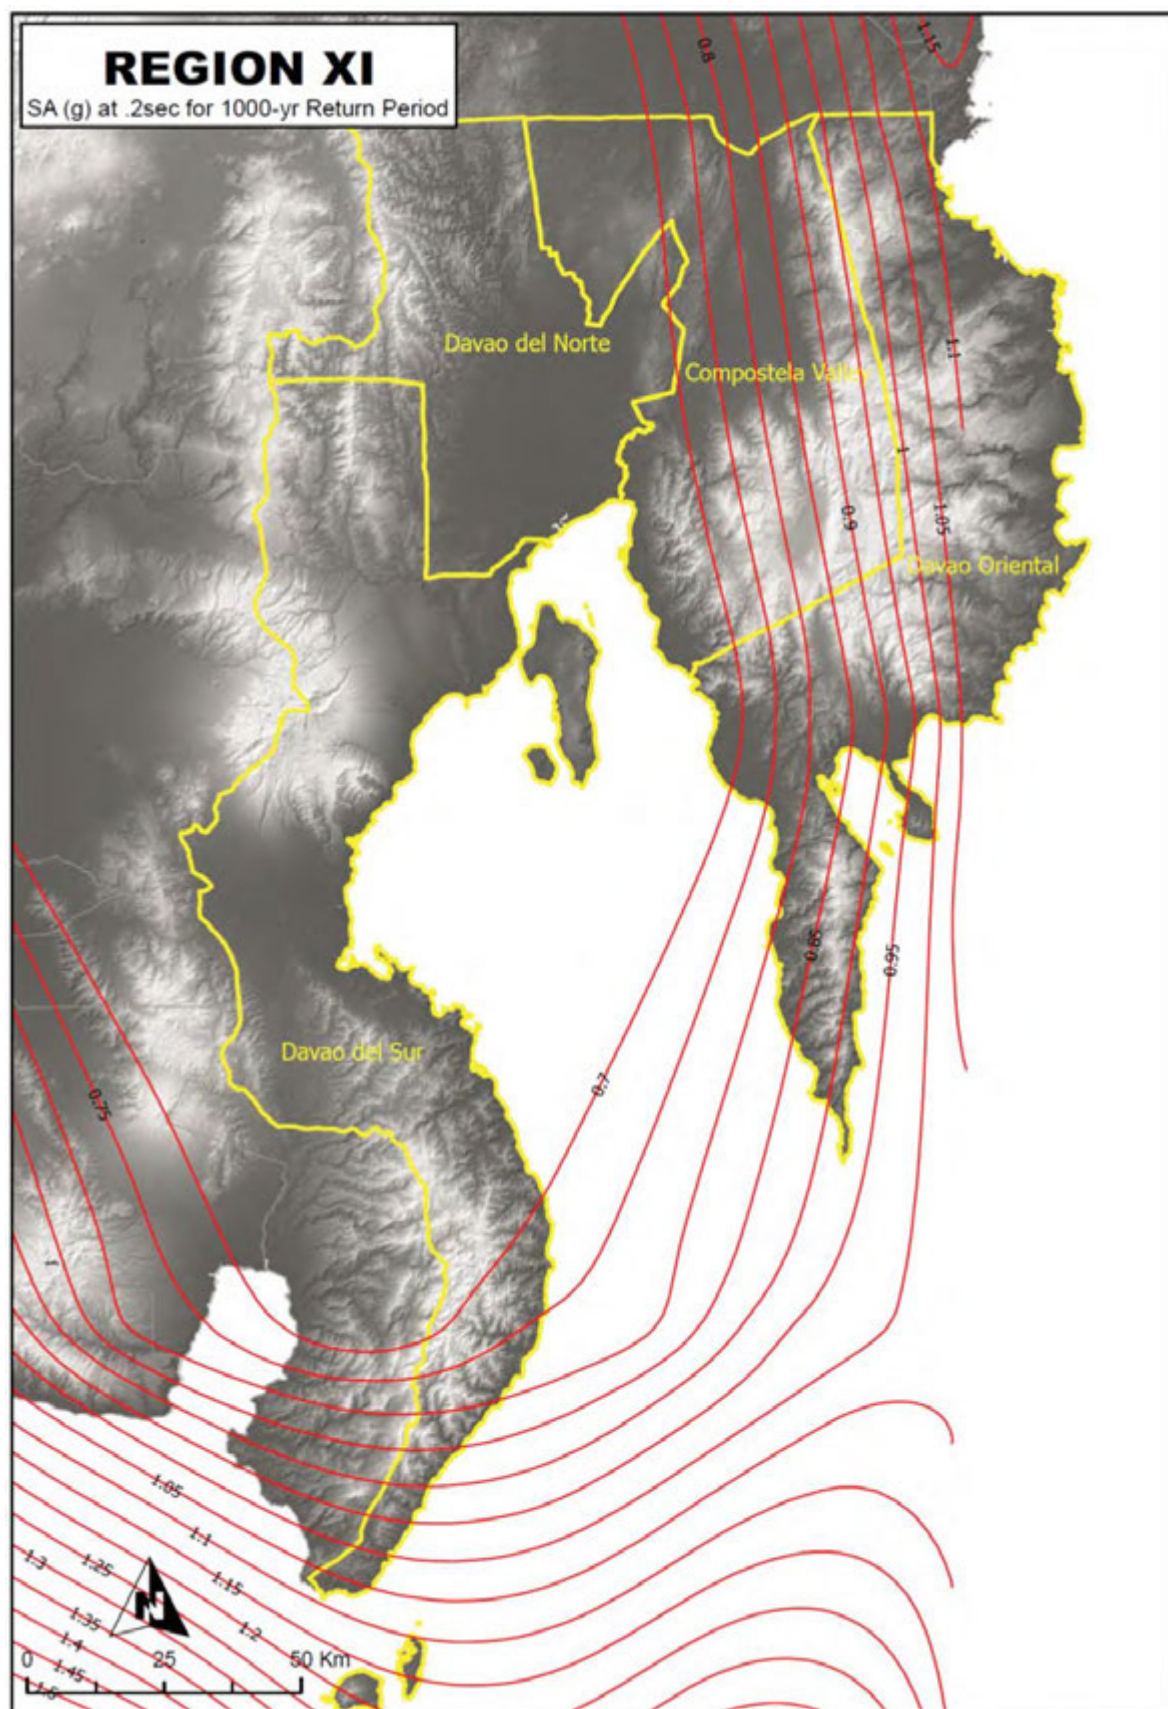 REGION XI
SA (g) at .2sec for 1000-yr Return Period
0.8
1.15
Davao del Norte
Compostela Valley
1.1
1
0.9
1.05
Davao Oriental
0.85
0.95
Davao del Sur
0.7
0.75
1
1.05
1.1
1.15
1.2
1.25
1.3
1.35
1.4
1.45
1.5
N
0 25 50 Km